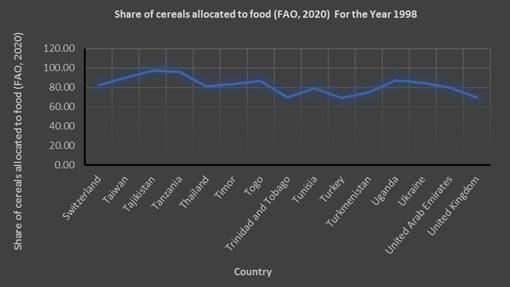 Share of cereals allocated to food (FAO, 2020) For the Year 1998
Share of cereals allocated to food (FAO, 2020)
120.00
100.00
80.00
60.00
40.00
20.00
0.00
Switzerland
Taiwan
Tajikistan
Tanzania
Thailand
Timor
Togo
Trinidad and Tobago
Tunisia
Turkey
Turkmenistan
Uganda
Ukraine
United Arab Emirates
United Kingdom
Country